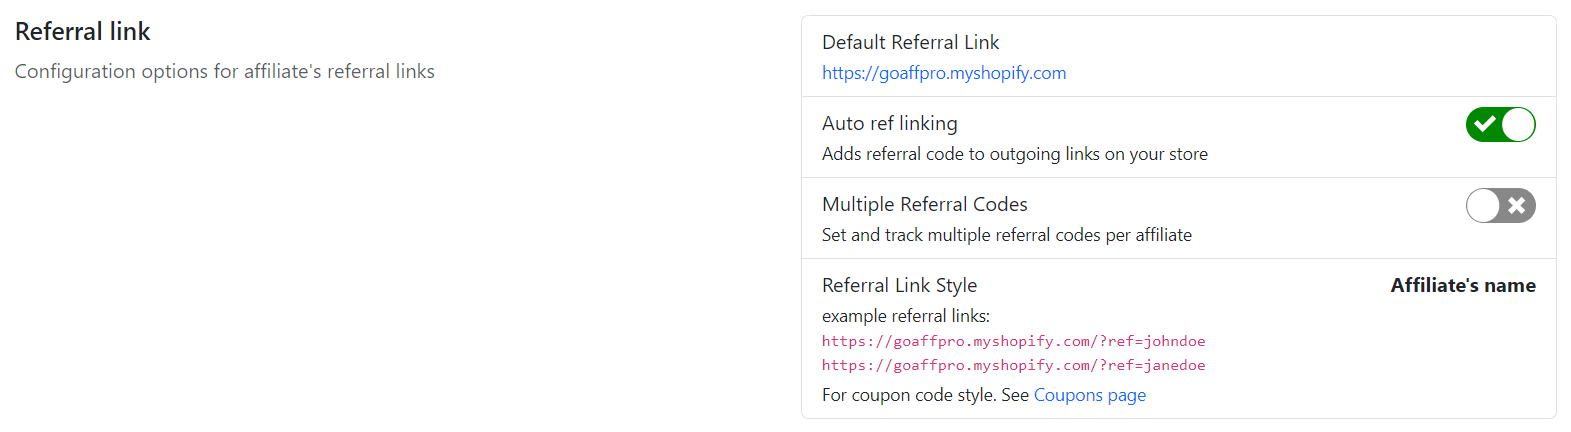 Referral link
Configuration options for affiliate's referral links
Default Referral Link
https://goaffpro.myshopify.com
Auto ref linking
Adds referral code to outgoing links on your store
Multiple Referral Codes
Set and track multiple referral codes per affiliate
Referral Link Style
Affiliate's name
example referral links:
https://goaffpro.myshopify.com/?ref=johndoe
https://goaffpro.myshopify.com/?ref=janedoe
For coupon code style. See Coupons page